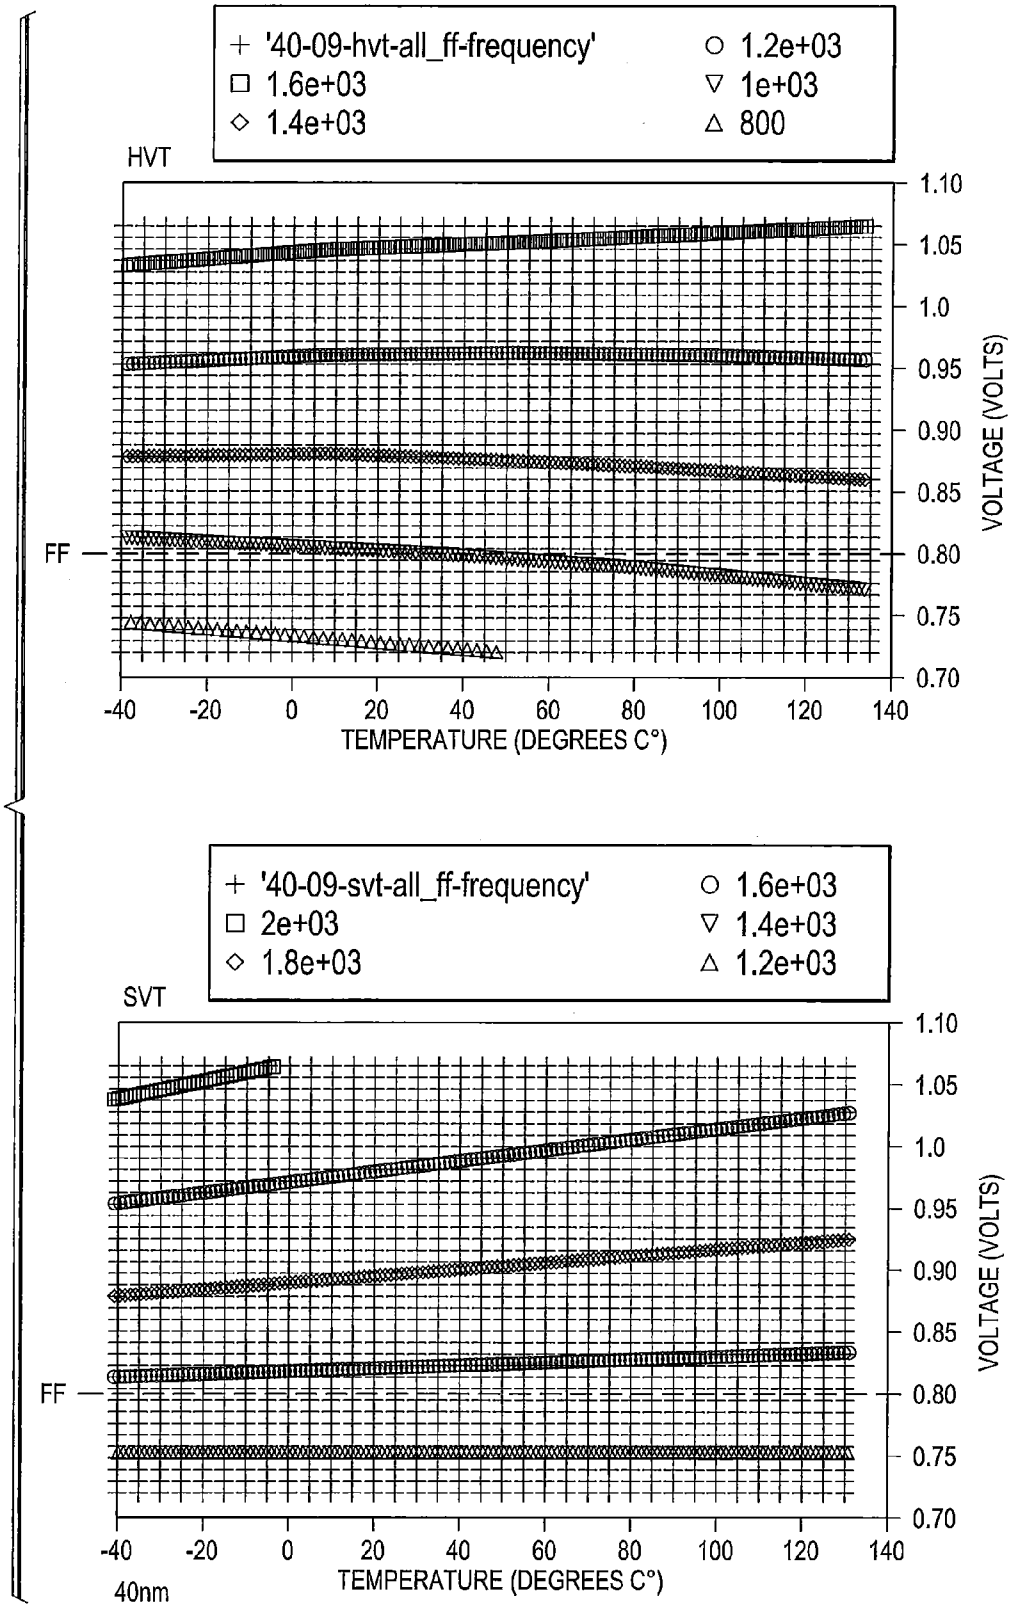 + '40-09-hvt-all_ff-frequency'
□ 1.6e+03
◇ 1.4e+03
○ 1.2e+03
▽ 1e+03
△ 800
HVT
1.10
1.05
1.0
0.95
0.90
0.85
0.80
0.75
0.70
VOLTAGE (VOLTS)
FF
-40 -20 0 20 40 60 80 100 120 140
TEMPERATURE (DEGREES C°)
+ '40-09-svt-all_ff-frequency'
□ 2e+03
◇ 1.8e+03
○ 1.6e+03
▽ 1.4e+03
△ 1.2e+03
SVT
1.10
1.05
1.0
0.95
0.90
0.85
0.80
0.75
0.70
VOLTAGE (VOLTS)
FF
-40 -20 0 20 40 60 80 100 120 140
TEMPERATURE (DEGREES C°)
40nm